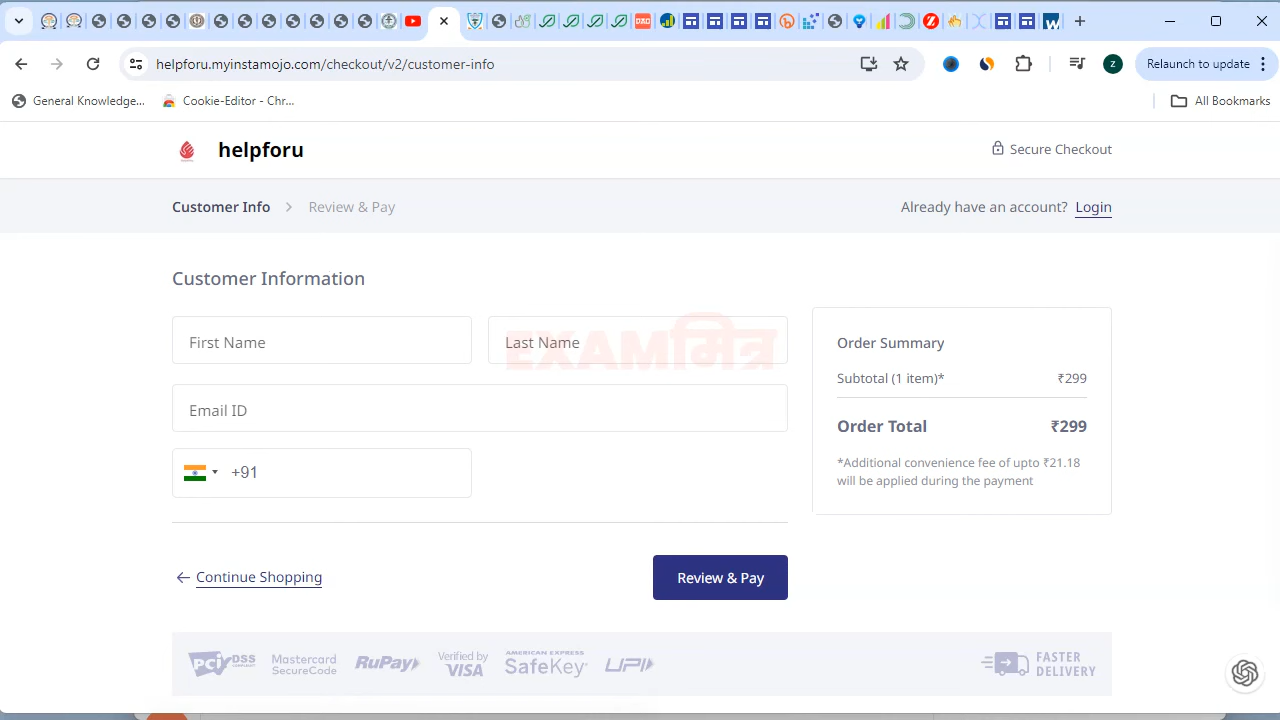 helpforu.myinstamojo.com/checkout/v2/customer-info
Relaunch to update
General Knowledge...
Cookie-Editor - Chr...
All Bookmarks
helpforu
Secure Checkout
Customer Info
Review & Pay
Already have an account? Login
Customer Information
First Name
Last Name
EXAMमित्र
Email ID
+91
Order Summary
Subtotal (1 item)* ₹299
Order Total ₹299
*Additional convenience fee of upto ₹21.18
will be applied during the payment
Continue Shopping
Review & Pay
PCI DSS COMPLIANT
Mastercard
SecureCode
RuPay
Verified by
VISA
AMERICAN EXPRESS
SafeKey
UPI
FASTER
DELIVERY